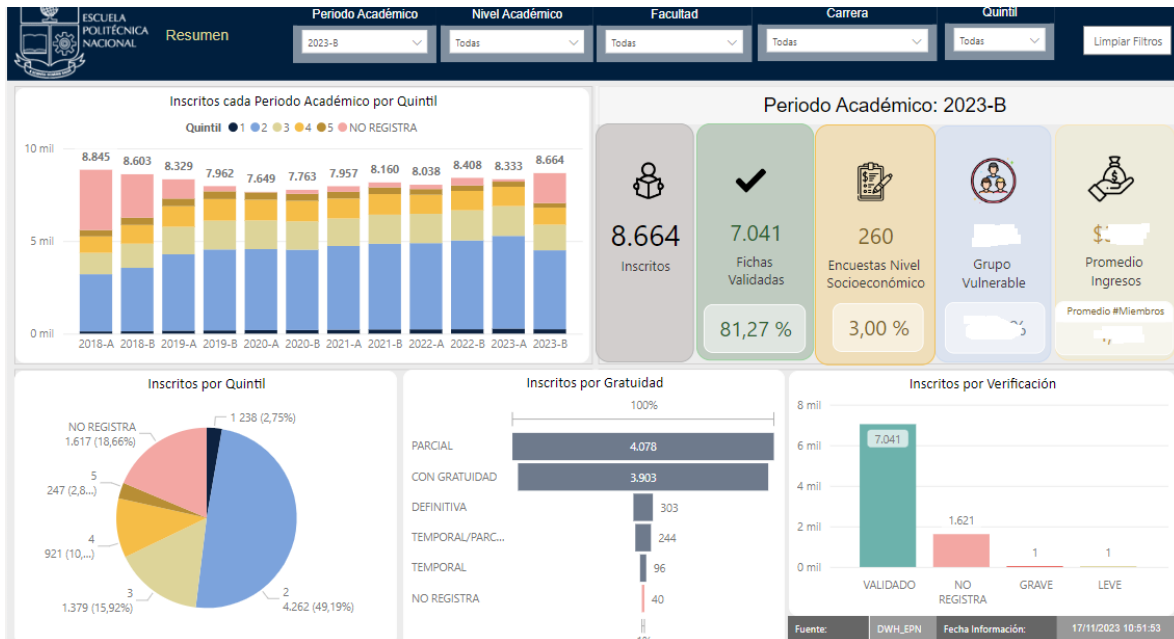 ESCUELA
POLITÉCNICA
NACIONAL
Resumen
Periodo Académico
Nivel Académico
Facultad
Carrera
Quintil
2023-B
Todas
Todas
Todas
Todas
Limpiar Filtros
Inscritos cada Periodo Académico por Quintil
Quintil 1 2 3 4 5 NO REGISTRA
10 mil
5 mil
0 mil
8.845 8.603 8.329 7.962 7.649 7.763 7.957 8.160 8.038 8.408 8.333 8.664
2018-A 2018-B 2019-A 2019-B 2020-A 2020-B 2021-A 2021-B 2022-A 2022-B 2023-A 2023-B
Periodo Académico: 2023-B
8.664
Inscritos
7.041
Fichas
Validadas
81,27 %
260
Encuestas Nivel
Socioeconómico
3,00 %
Grupo
Vulnerable
%
$
Promedio
Ingresos
Promedio #Miembros
Inscritos por Quintil
1 238 (2,75%)
NO REGISTRA
1.617 (18,66%)
5
247 (2,8...)
4
921 (10,...)
3
1.379 (15,92%)
2
4.262 (49,19%)
Inscritos por Gratuidad
100%
PARCIAL 4.078
CON GRATUIDAD 3.903
DEFINITIVA 303
TEMPORAL/PARC... 244
TEMPORAL 96
NO REGISTRA 40
Inscritos por Verificación
8 mil
6 mil
4 mil
2 mil
0 mil
7.041
1.621
1
1
VALIDADO
NO
REGISTRA
GRAVE
LEVE
Fuente: DWH_EPN Fecha Información: 17/11/2023 10:51:53